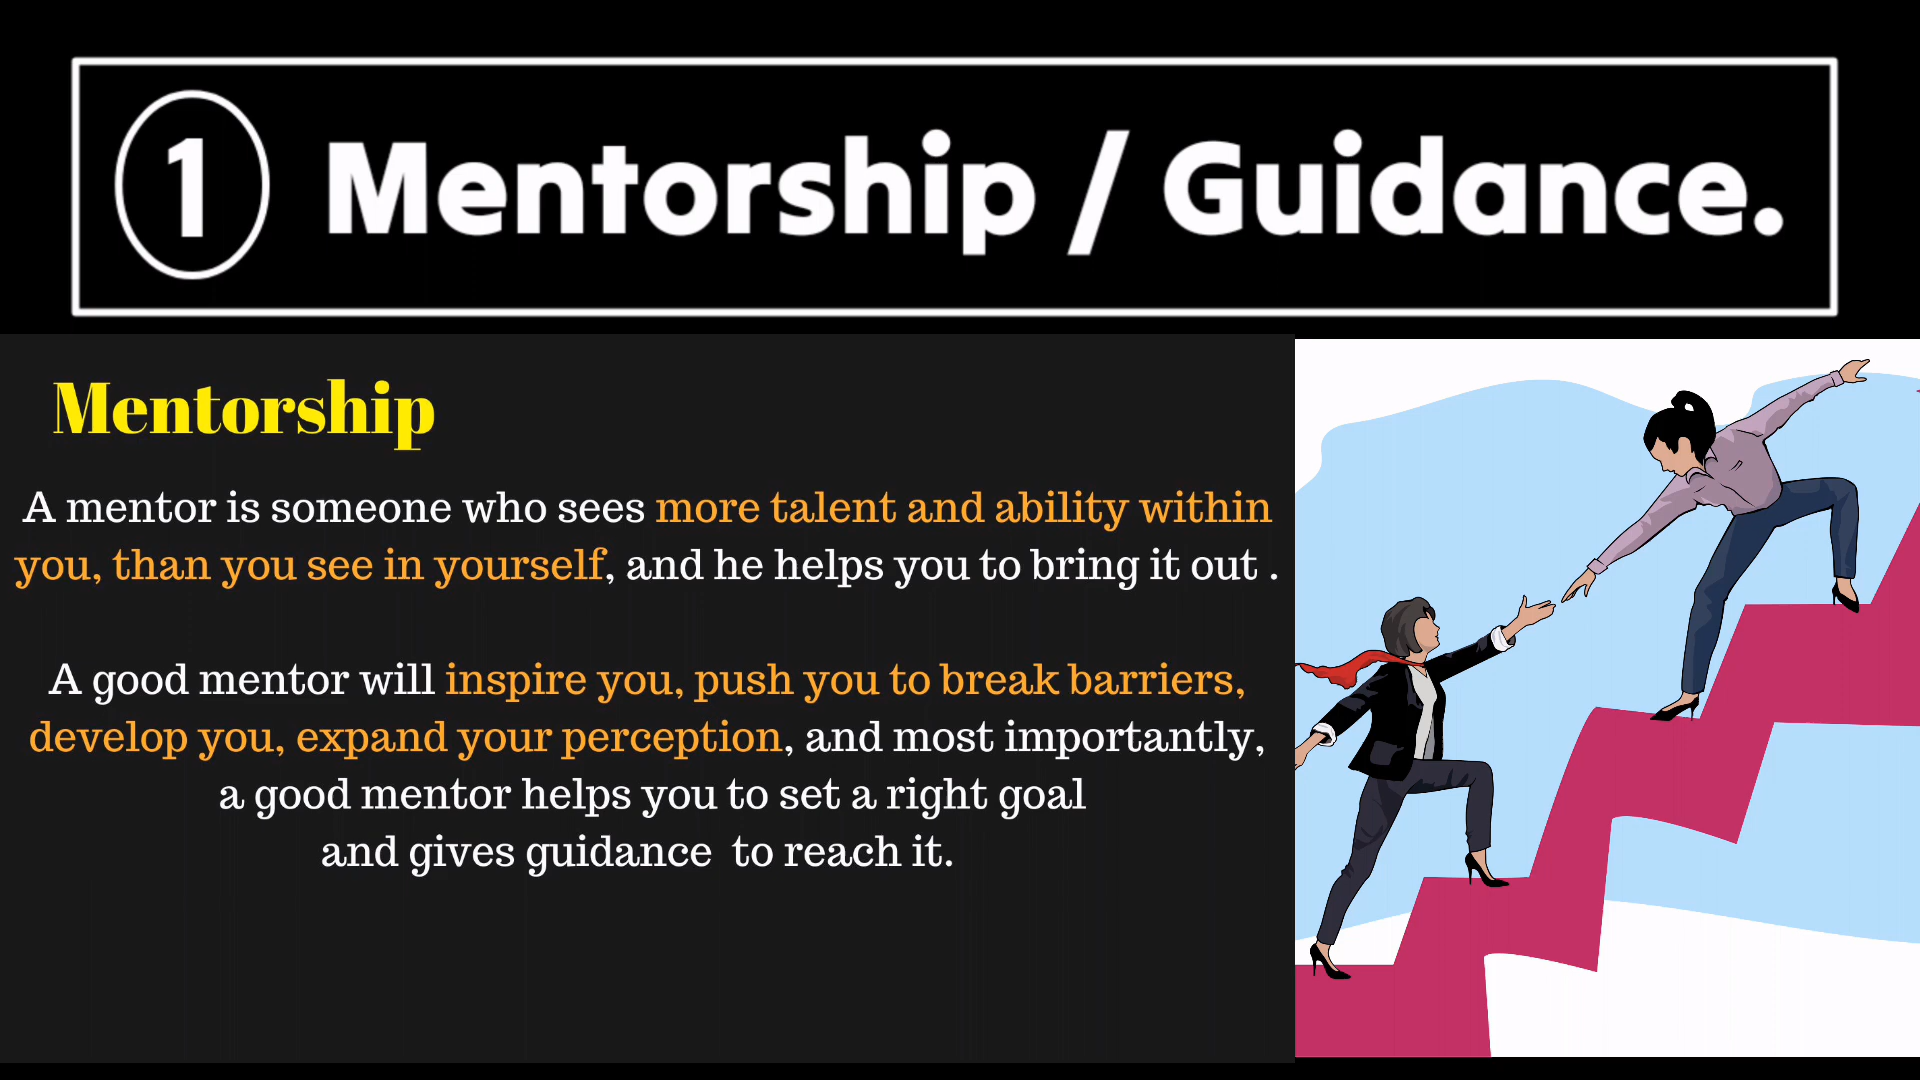 1 Mentorship / Guidance.
Mentorship
A mentor is someone who sees more talent and ability within
you, than you see in yourself, and he helps you to bring it out .
A good mentor will inspire you, push you to break barriers,
develop you, expand your perception, and most importantly,
a good mentor helps you to set a right goal
and gives guidance to reach it.